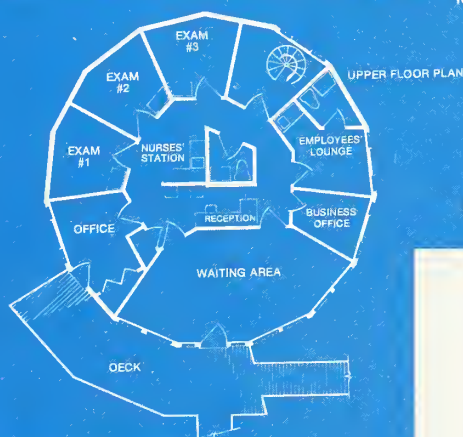 EXAM
#3
UPPER FLOOR PLAN
EXAM
#2
EXAM
#1
NURSES'
STATION
EMPLOYEES'
LOUNGE
OFFICE
RECEPTION
BUSINESS
OFFICE
WAITING AREA
DECK